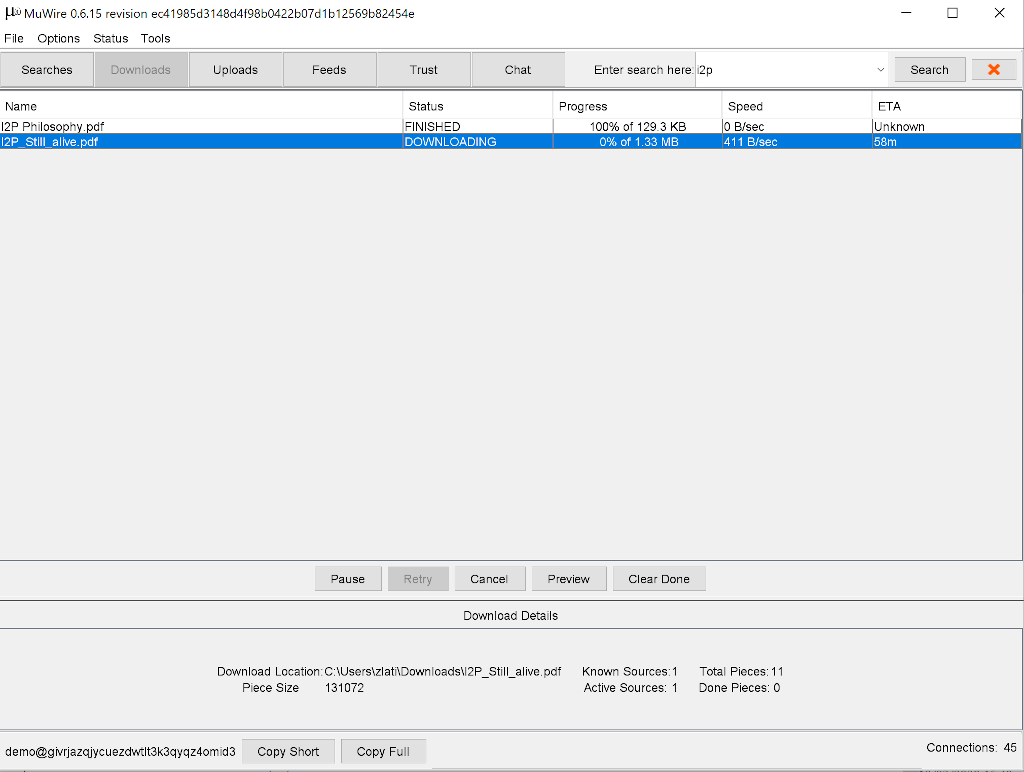 MuWire 0.6.15 revision ec41985d3148d4f98b0422b07d1b12569b82454e
File Options Status Tools
Searches Downloads Uploads Feeds Trust Chat Enter search here: i2p Search
Name Status Progress Speed ETA
I2P Philosophy.pdf FINISHED 100% of 129.3 KB 0 B/sec Unknown
I2P_Still_alive.pdf DOWNLOADING 0% of 1.33 MB 411 B/sec 58m
Pause Retry Cancel Preview Clear Done
Download Details
Download Location: C:\Users\zlati\Downloads\I2P_Still_alive.pdf Known Sources: 1 Total Pieces: 11
Piece Size 131072 Active Sources: 1 Done Pieces: 0
demo@givrjazqjycuezdwtlt3k3qyqz4omid3 Copy Short Copy Full Connections: 45